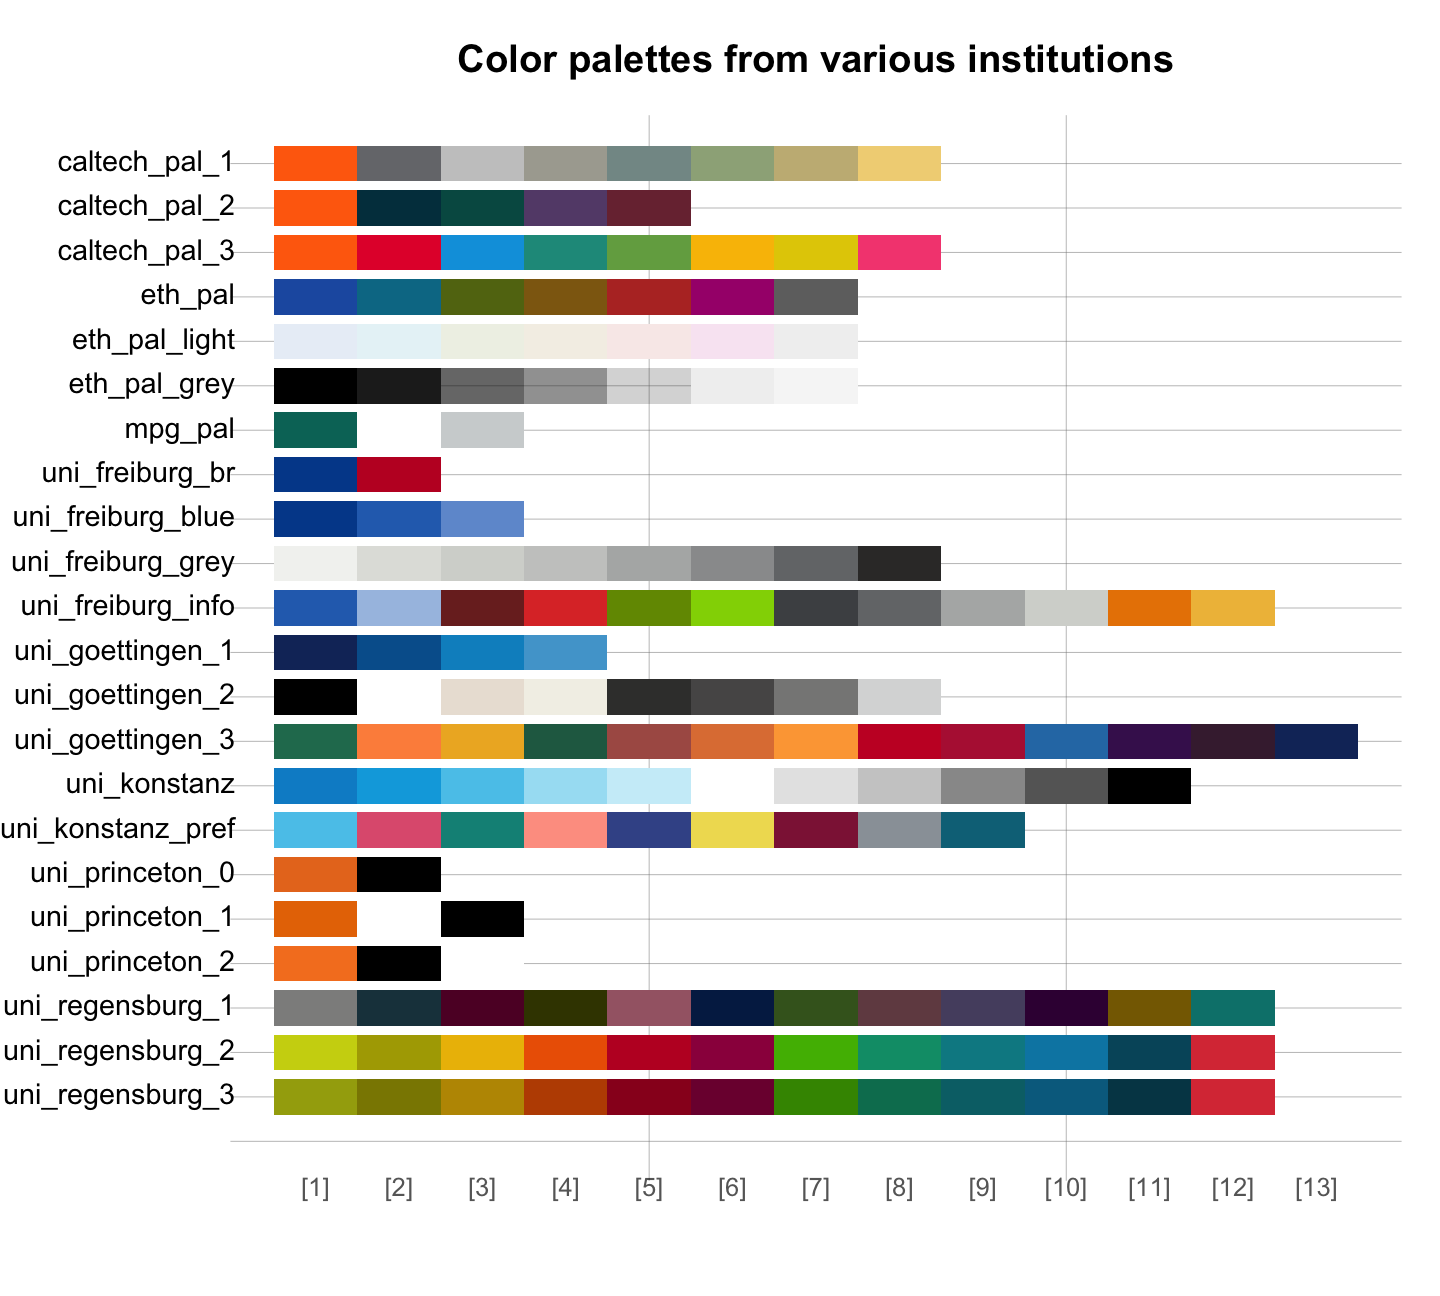 Color palettes from various institutions
caltech_pal_1
caltech_pal_2
caltech_pal_3
eth_pal
eth_pal_light
eth_pal_grey
mpg_pal
uni_freiburg_br
uni_freiburg_blue
uni_freiburg_grey
uni_freiburg_info
uni_goettingen_1
uni_goettingen_2
uni_goettingen_3
uni_konstanz
uni_konstanz_pref
uni_princeton_0
uni_princeton_1
uni_princeton_2
uni_regensburg_1
uni_regensburg_2
uni_regensburg_3
[1] [2] [3] [4] [5] [6] [7] [8] [9] [10] [11] [12] [13]